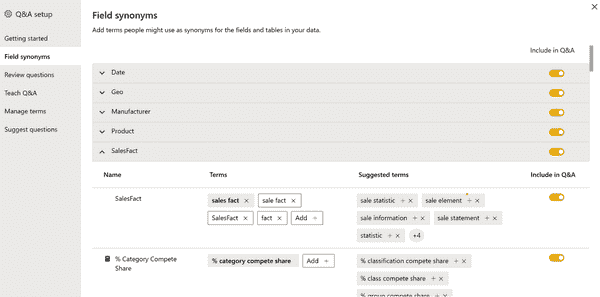 Q&A setup
Getting started
Field synonyms
Review questions
Teach Q&A
Manage terms
Suggest questions
Field synonyms
Add terms people might use as synonyms for the fields and tables in your data.
Include in Q&A
Date
Geo
Manufacturer
Product
SalesFact
Name Terms Suggested terms Include in Q&A
SalesFact
sales fact × sale fact ×
SalesFact × fact × Add +
sale statistic + × sale element + ×
sale information + × sale statement + ×
statistic + × +4
% Category Compete
Share
% category compete share Add +
% classification compete share + ×
% class compete share + ×
% group compete share + ×